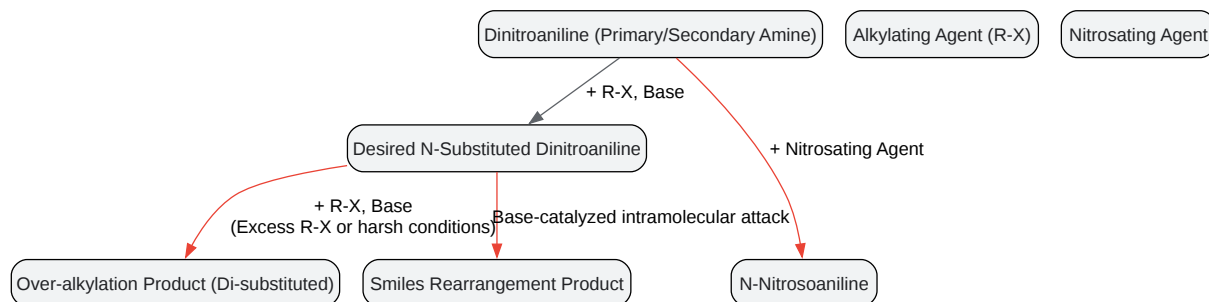 Dinitroaniline (Primary/Secondary Amine)
Alkylating Agent (R-X)
Nitrosating Agent
+ R-X, Base
Desired N-Substituted Dinitroaniline
+ Nitrosating Agent
+ R-X, Base
(Excess R-X or harsh conditions)
Base-catalyzed intramolecular attack
Over-alkylation Product (Di-substituted)
Smiles Rearrangement Product
N-Nitrosoaniline